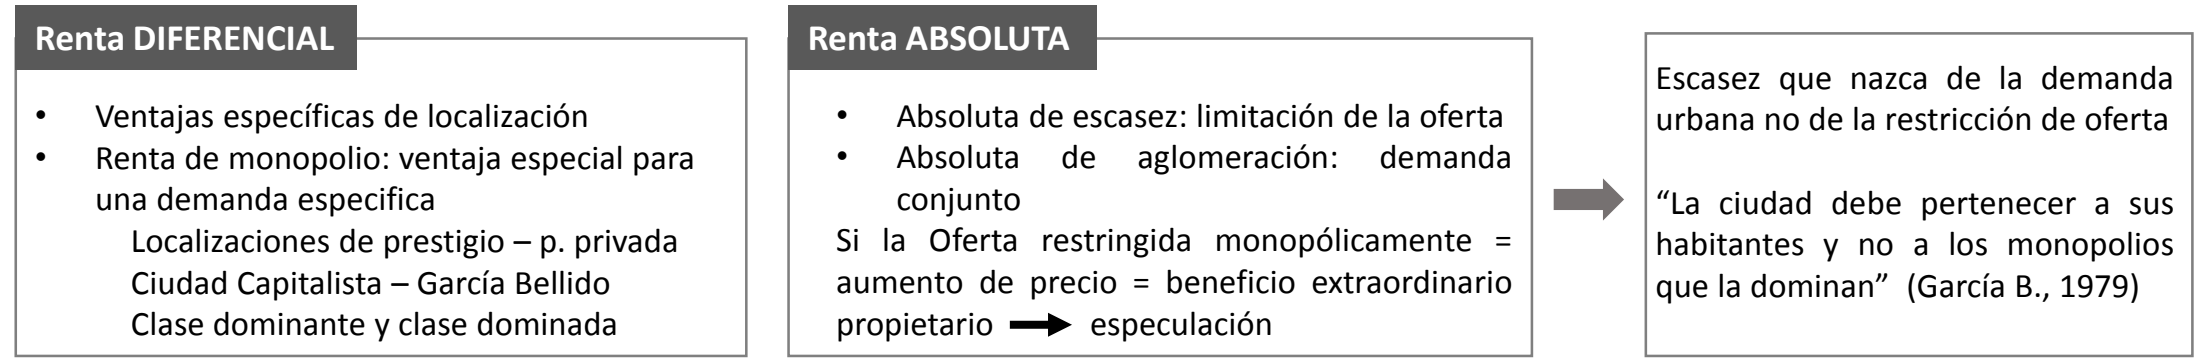 Renta DIFERENCIAL
• Ventajas específicas de localización
• Renta de monopolio: ventaja especial para
una demanda especifica
Localizaciones de prestigio – p. privada
Ciudad Capitalista – García Bellido
Clase dominante y clase dominada
Renta ABSOLUTA
• Absoluta de escasez: limitación de la oferta
• Absoluta de aglomeración: demanda
conjunto
Si la Oferta restringida monopólicamente =
aumento de precio = beneficio extraordinario
propietario → especulación
Escasez que nazca de la demanda
urbana no de la restricción de oferta
“La ciudad debe pertenecer a sus
habitantes y no a los monopolios
que la dominan” (García B., 1979)